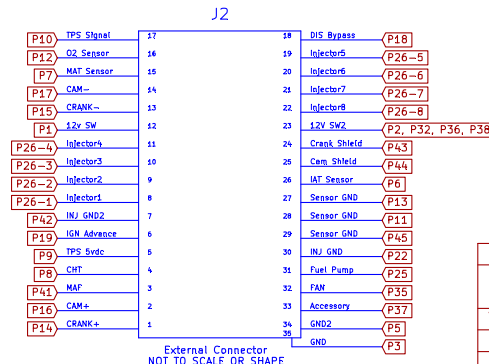 J2
P10 TPS Signal 17 18 DIS Bypass P18
P12 O2 Sensor 16 19 Injector5 P26-5
P7 MAT Sensor 15 20 Injector6 P26-6
P17 CAM- 14 21 Injector7 P26-7
P15 CRANK- 13 22 Injector8 P26-8
P1 12v SW 12 23 12V SW2 P2, P32, P36, P38
P26-4 Injector4 11 24 Crank Shield P43
P26-3 Injector3 10 25 Cam Shield P44
P26-2 Injector2 9 26 IAT Sensor P6
P26-1 Injector1 8 27 Sensor GND P13
P42 INJ GND2 7 28 Sensor GND P11
P19 IGN Advance 6 29 Sensor GND P45
P9 TPS 5vdc 5 30 INJ GND P22
P8 CHT 4 31 Fuel Pump P25
P41 MAF 3 32 FAN P35
P16 CAM+ 2 33 Accessory P37
P14 CRANK+ 1 34 GND2 P5
35 GND P3
External Connector
NOT TO SCALE OR SHAPE